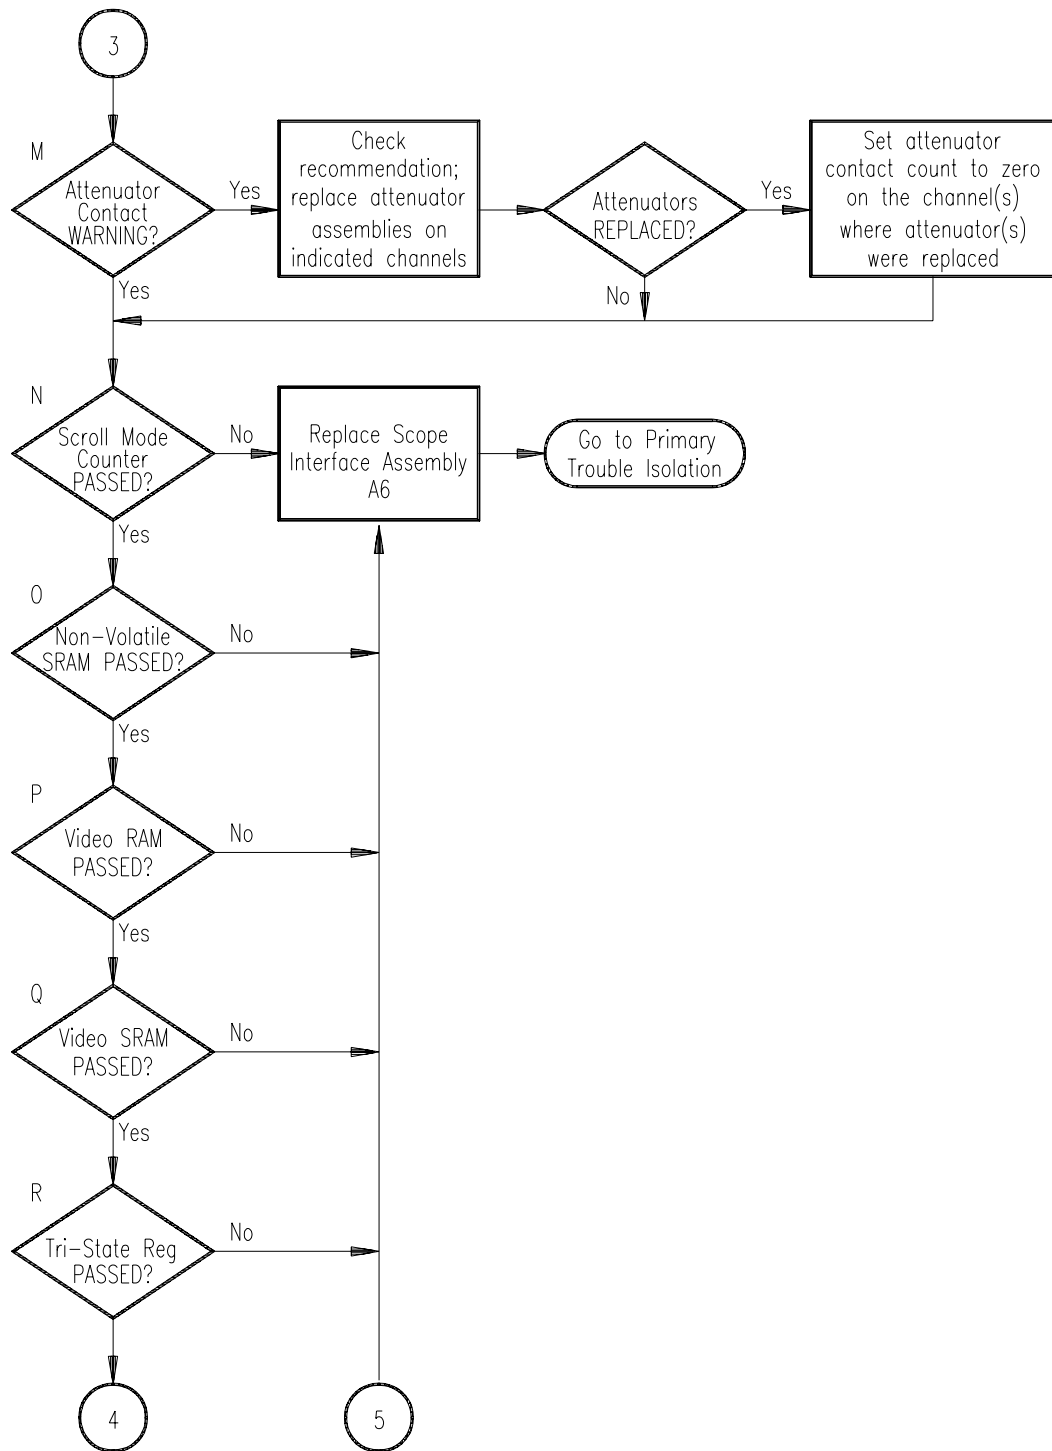 3
M
Attenuator
Contact
WARNING?
Yes
Check
recommendation;
replace attenuator
assemblies on
indicated channels
Attenuators
REPLACED?
Yes
Set attenuator
contact count to zero
on the channel(s)
where attenuator(s)
were replaced
Yes
No
N
Scroll Mode
Counter
PASSED?
No
Replace Scope
Interface Assembly
A6
Go to Primary
Trouble Isolation
Yes
O
Non-Volatile
SRAM PASSED?
No
Yes
P
Video RAM
PASSED?
No
Yes
Q
Video SRAM
PASSED?
No
Yes
R
Tri-State Reg
PASSED?
No
4
5